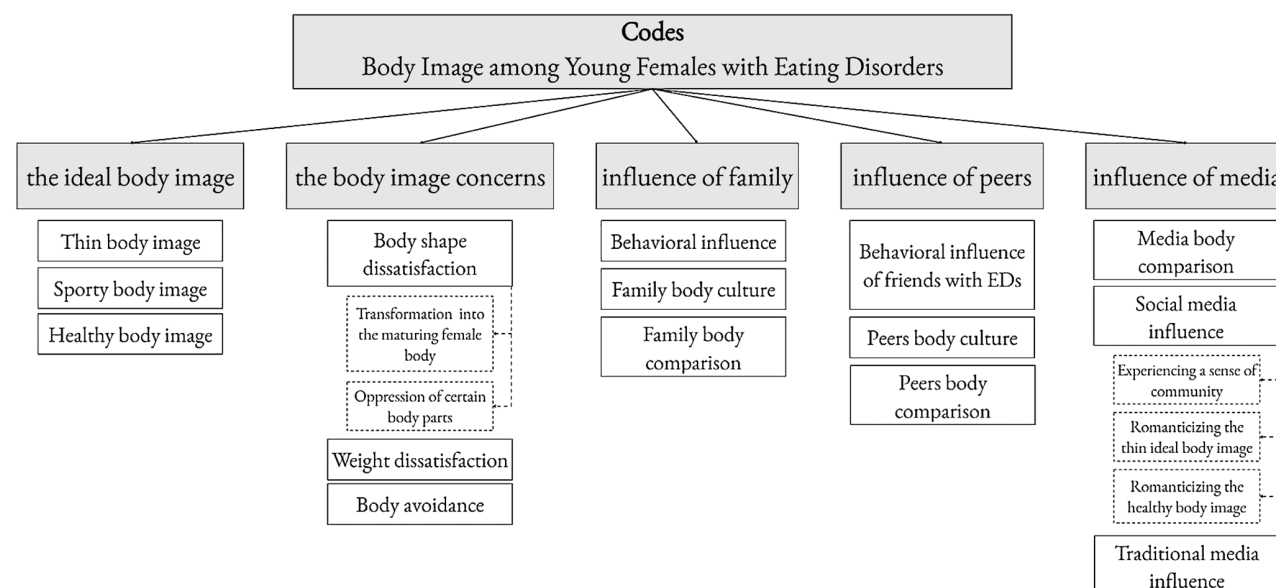 Codes
Body Image among Young Females with Eating Disorders
the ideal body image
Thin body image
Sporty body image
Healthy body image
the body image concerns
Body shape
dissatisfaction
Transformation into
the maturing female
body
Oppression of certain
body parts
Weight dissatisfaction
Body avoidance
influence of family
Behavioral influence
Family body culture
Family body
comparison
influence of peers
Behavioral influence
of friends with EDs
Peers body culture
Peers body
comparison
influence of media
Media body
comparison
Social media
influence
Experiencing a sense of
community
Romanticizing the
thin ideal body image
Romanticizing the
healthy body image
Traditional media
influence